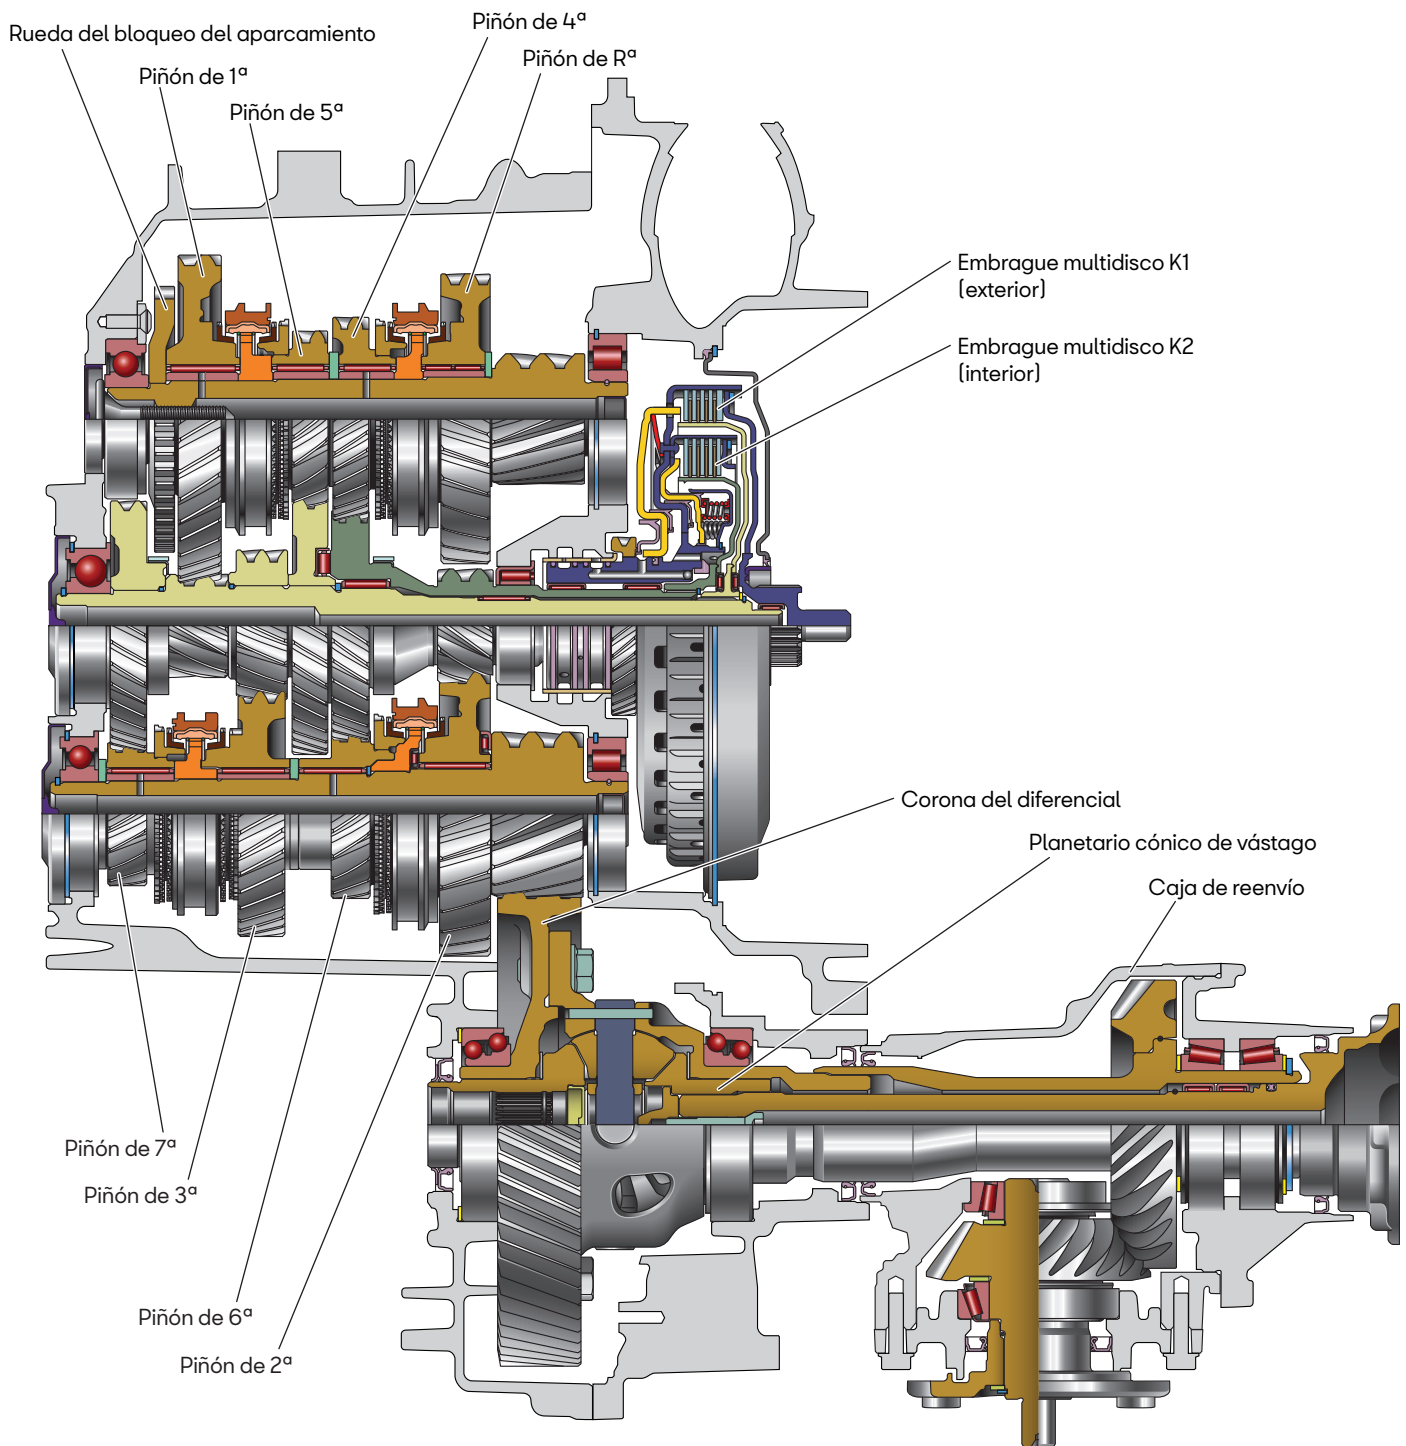 Piñón de 4ª
Rueda del bloqueo del aparcamiento
Piñón de Rª
Piñón de 1ª
Piñón de 5ª
Embrague multidisco K1
(exterior)
Embrague multidisco K2
(interior)
Corona del diferencial
Planetario cónico de vástago
Caja de reenvío
Piñón de 7ª
Piñón de 3ª
Piñón de 6ª
Piñón de 2ª